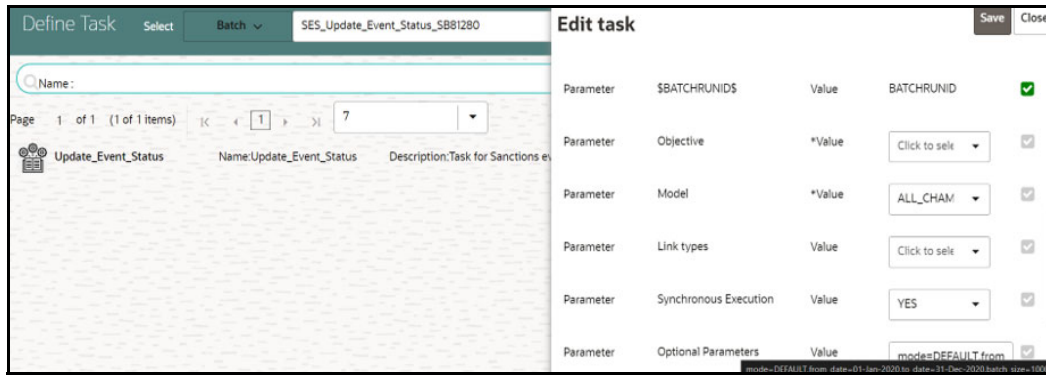 Define Task Select Batch SES_Update_Event_Status_SB81280
Name :
Page 1 of 1 (1 of 1 items) 1 7
Update_Event_Status Name:Update_Event_Status Description:Task for Sanctions ev
Edit task Save Close
Parameter $BATCHRUNID$ Value BATCHRUNID
Parameter Objective *Value Click to sele
Parameter Model *Value ALL_CHAM
Parameter Link types Value Click to sele
Parameter Synchronous Execution Value YES
Parameter Optional Parameters Value mode=DEFAULT.from
mode=DEFAULT.from date=01-Jan-2020.to date=31-Dec-2020.batch size=1000